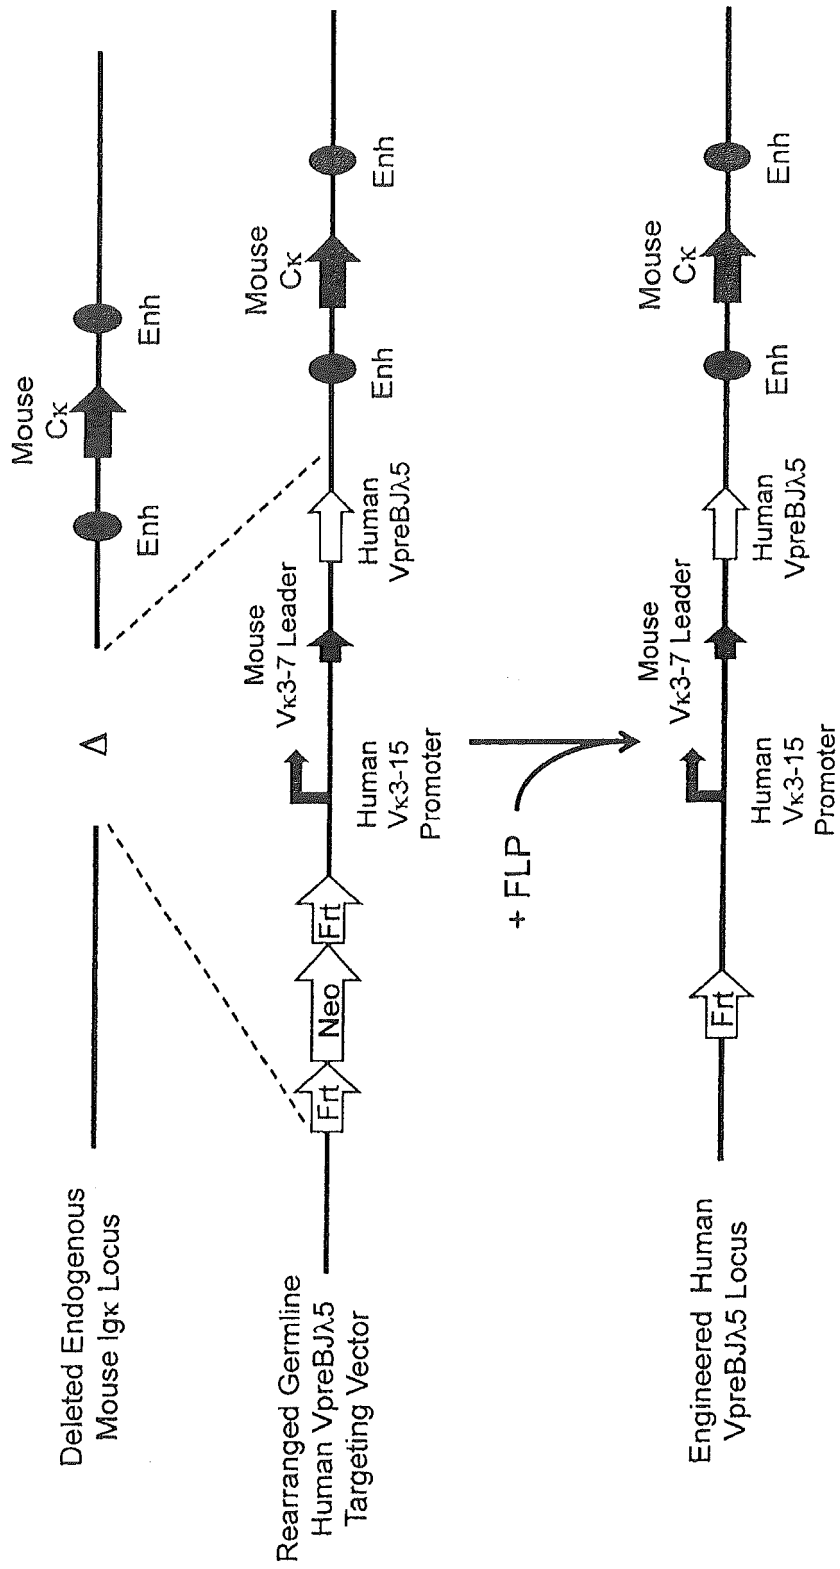 Deleted Endogenous
Mouse Igκ Locus
Δ
Enh
Mouse
Cκ
Enh
Rearranged Germline
Human VpreBJλ5
Targeting Vector
Frt
Neo
Frt
Human
Vκ3-15
Promoter
Mouse
Vκ3-7 Leader
Human
VpreBJλ5
Enh
Mouse
Cκ
Enh
+ FLP
Engineered Human
VpreBJλ5 Locus
Frt
Human
Vκ3-15
Promoter
Mouse
Vκ3-7 Leader
Human
VpreBJλ5
Enh
Mouse
Cκ
Enh